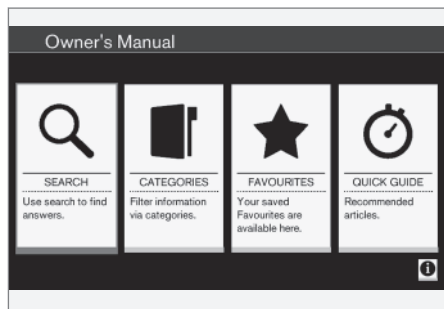 Owner's Manual
SEARCH
Use search to find
answers.
CATEGORIES
Filter information
via categories.
FAVOURITES
Your saved
Favourites are
available here.
QUICK GUIDE
Recommended
articles.
i